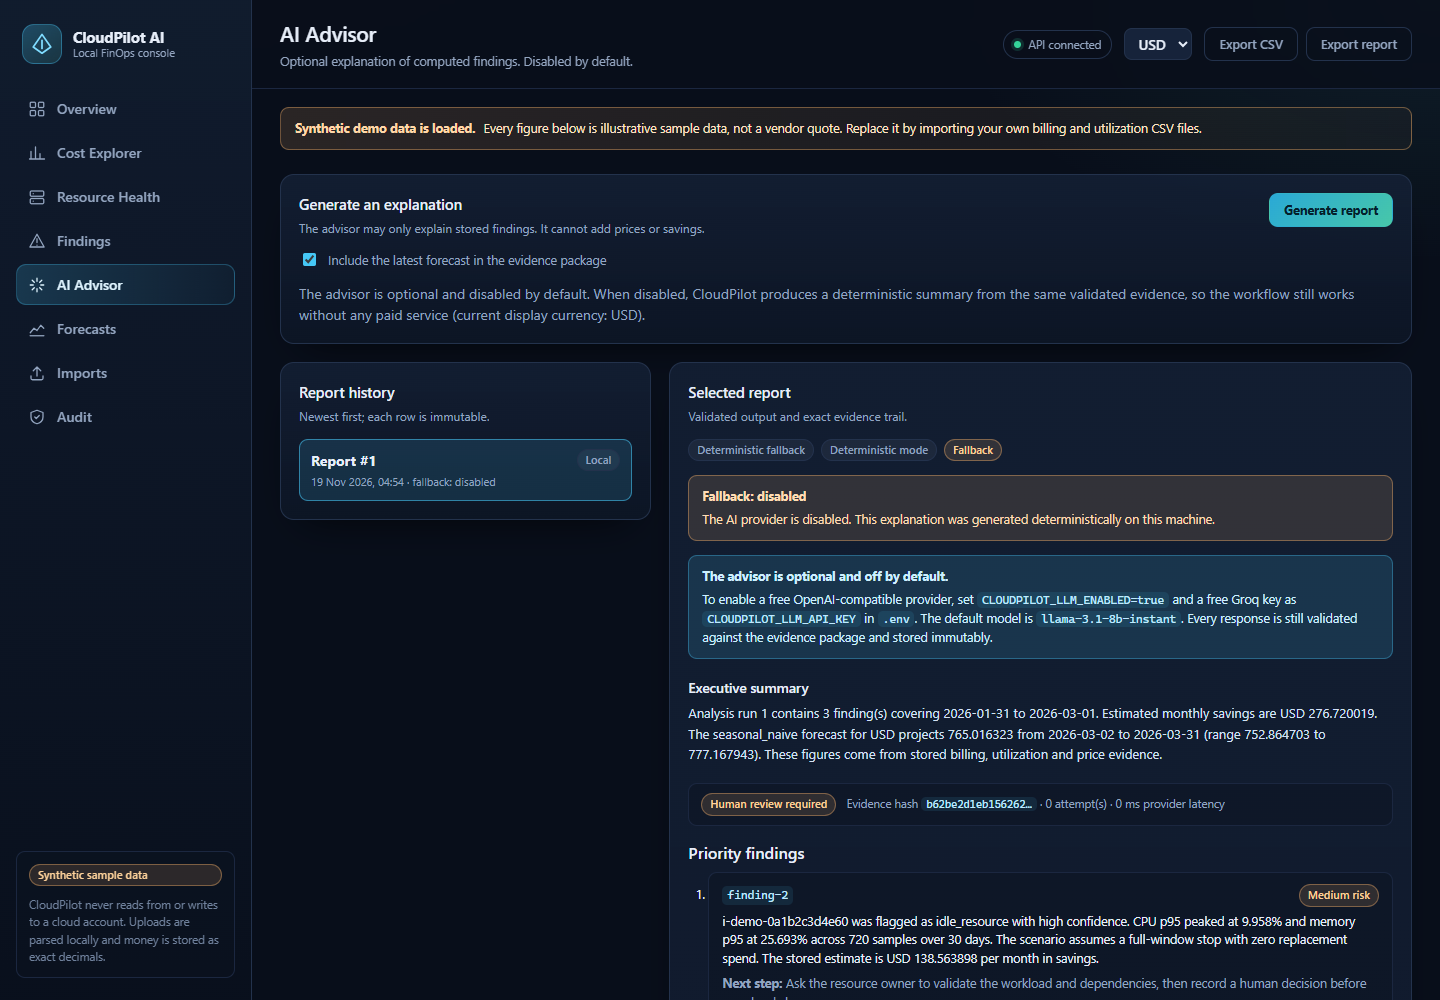 CloudPilot AI
Local FinOps console
Overview
Cost Explorer
Resource Health
Findings
AI Advisor
Forecasts
Imports
Audit
Synthetic sample data
CloudPilot never reads from or writes
to a cloud account. Uploads are
parsed locally and money is stored as
exact decimals.
AI Advisor
Optional explanation of computed findings. Disabled by default.
API connected
USD
Export CSV
Export report
Synthetic demo data is loaded. Every figure below is illustrative sample data, not a vendor quote. Replace it by importing your own billing and utilization CSV files.
Generate an explanation
The advisor may only explain stored findings. It cannot add prices or savings.
Generate report
Include the latest forecast in the evidence package
The advisor is optional and disabled by default. When disabled, CloudPilot produces a deterministic summary from the same validated evidence, so the workflow still works
without any paid service (current display currency: USD).
Report history
Newest first; each row is immutable.
Report #1
Local
19 Nov 2026, 04:54 · fallback: disabled
Selected report
Validated output and exact evidence trail.
Deterministic fallback
Deterministic mode
Fallback
Fallback: disabled
The AI provider is disabled. This explanation was generated deterministically on this machine.
The advisor is optional and off by default.
To enable a free OpenAI-compatible provider, set CLOUDPILOT_LLM_ENABLED=true and a free Groq key as
CLOUDPILOT_LLM_API_KEY in .env. The default model is llama-3.1-8b-instant. Every response is still validated
against the evidence package and stored immutably.
Executive summary
Analysis run 1 contains 3 finding(s) covering 2026-01-31 to 2026-03-01. Estimated monthly savings are USD 276.720019.
The seasonal_naive forecast for USD projects 765.016323 from 2026-03-02 to 2026-03-31 (range 752.864703 to
777.167943). These figures come from stored billing, utilization and price evidence.
Human review required
Evidence hash b62be2d1eb156262… · 0 attempt(s) · 0 ms provider latency
Priority findings
1.
finding-2
Medium risk
i-demo-0a1b2c3d4e60 was flagged as idle_resource with high confidence. CPU p95 peaked at 9.958% and memory
p95 at 25.693% across 720 samples over 30 days. The scenario assumes a full-window stop with zero replacement
spend. The stored estimate is USD 138.563898 per month in savings.
Next step: Ask the resource owner to validate the workload and dependencies, then record a human decision before